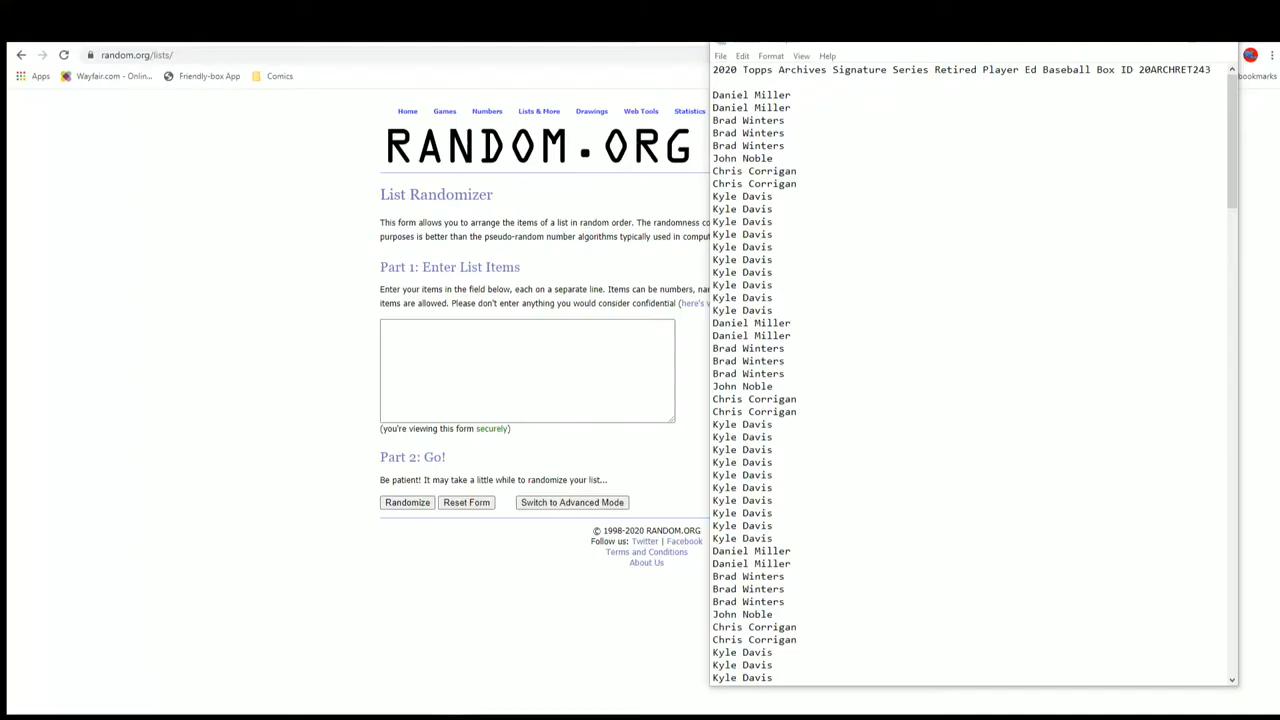 random.org/lists/
Apps
Wayfair.com - Onlin...
Friendly-box App
Comics
bookmarks
Home
Games
Numbers
Lists & More
Drawings
Web Tools
Statistics
RANDOM.ORG
List Randomizer
This form allows you to arrange the items of a list in random order. The randomness
purposes is better than the pseudo-random number algorithms typically used in
Part 1: Enter List Items
Enter your items in the field below, each on a separate line. Items can be numbers,
items are allowed. Please don't enter anything you would consider confidential (here's
(you're viewing this form securely)
Part 2: Go!
Be patient! It may take a little while to randomize your list...
Randomize
Reset Form
Switch to Advanced Mode
© 1998-2020 RANDOM.ORG
Follow us: Twitter | Facebook
Terms and Conditions
About Us
File Edit Format View Help
2020 Topps Archives Signature Series Retired Player Ed Baseball Box ID 20ARCHRET243
Daniel Miller
Daniel Miller
Brad Winters
Brad Winters
Brad Winters
John Noble
Chris Corrigan
Chris Corrigan
Kyle Davis
Kyle Davis
Kyle Davis
Kyle Davis
Kyle Davis
Kyle Davis
Kyle Davis
Kyle Davis
Kyle Davis
Kyle Davis
Daniel Miller
Daniel Miller
Brad Winters
Brad Winters
Brad Winters
John Noble
Chris Corrigan
Chris Corrigan
Kyle Davis
Kyle Davis
Kyle Davis
Kyle Davis
Kyle Davis
Kyle Davis
Kyle Davis
Kyle Davis
Kyle Davis
Kyle Davis
Daniel Miller
Daniel Miller
Brad Winters
Brad Winters
Brad Winters
John Noble
Chris Corrigan
Chris Corrigan
Kyle Davis
Kyle Davis
Kyle Davis